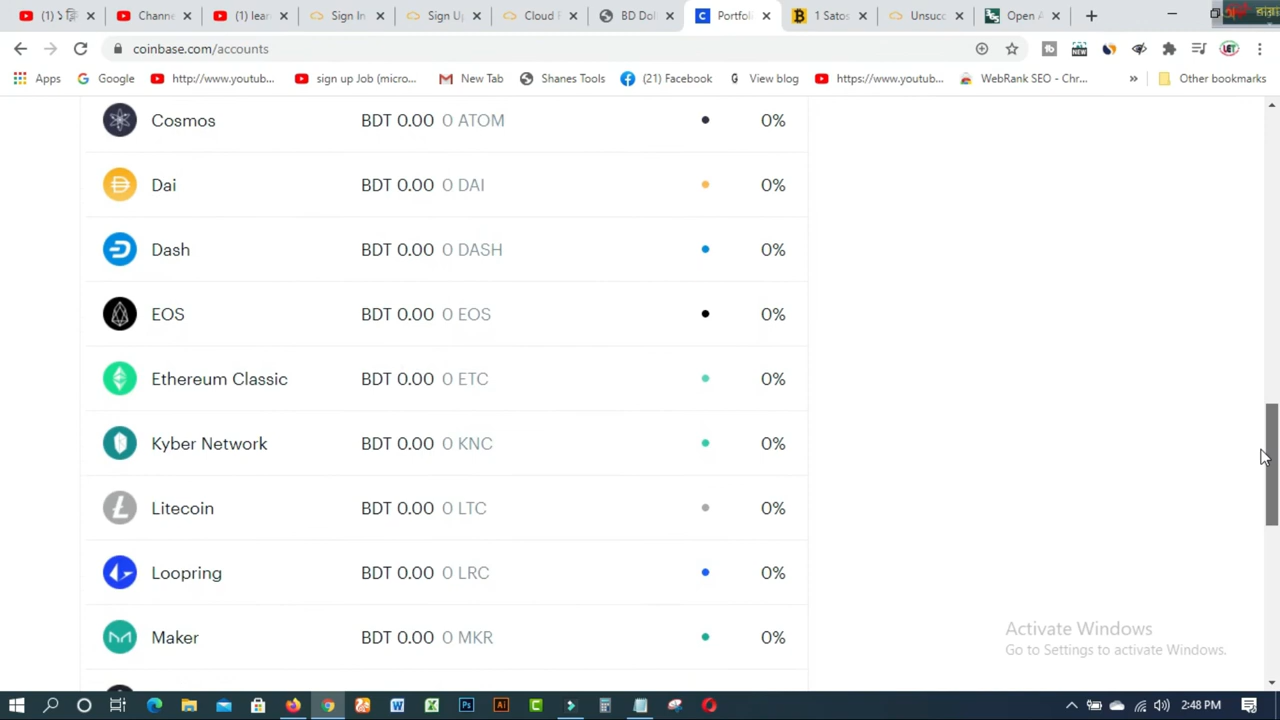 (1)
Channe
(1) lear
Sign In
Sign U
Cloud
BD Dol
Portfoli
1 Sato
Unsucc
Open A
coinbase.com/accounts
Apps
Google
http://www.youtub...
sign up Job (micro...
New Tab
Shanes Tools
(21) Facebook
View blog
https://www.youtub...
WebRank SEO - Chr...
»
Other bookmarks
Cosmos BDT 0.00 0 ATOM 0%
Dai BDT 0.00 0 DAI 0%
Dash BDT 0.00 0 DASH 0%
EOS BDT 0.00 0 EOS 0%
Ethereum Classic BDT 0.00 0 ETC 0%
Kyber Network BDT 0.00 0 KNC 0%
Litecoin BDT 0.00 0 LTC 0%
Loopring BDT 0.00 0 LRC 0%
Maker BDT 0.00 0 MKR 0%
Activate Windows
Go to Settings to activate Windows.
2:48 PM